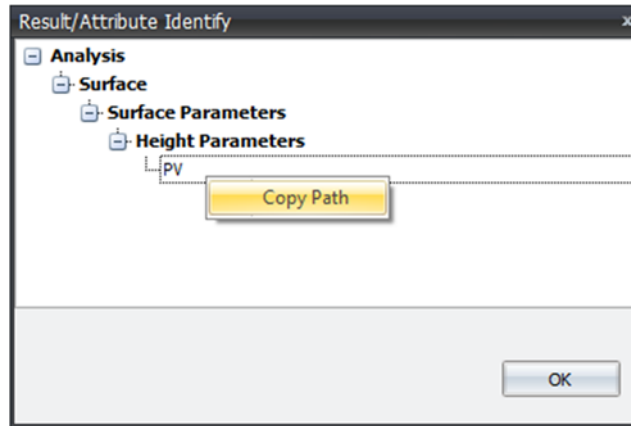 Result/Attribute Identify x
Analysis
Surface
Surface Parameters
Height Parameters
PV
Copy Path
OK